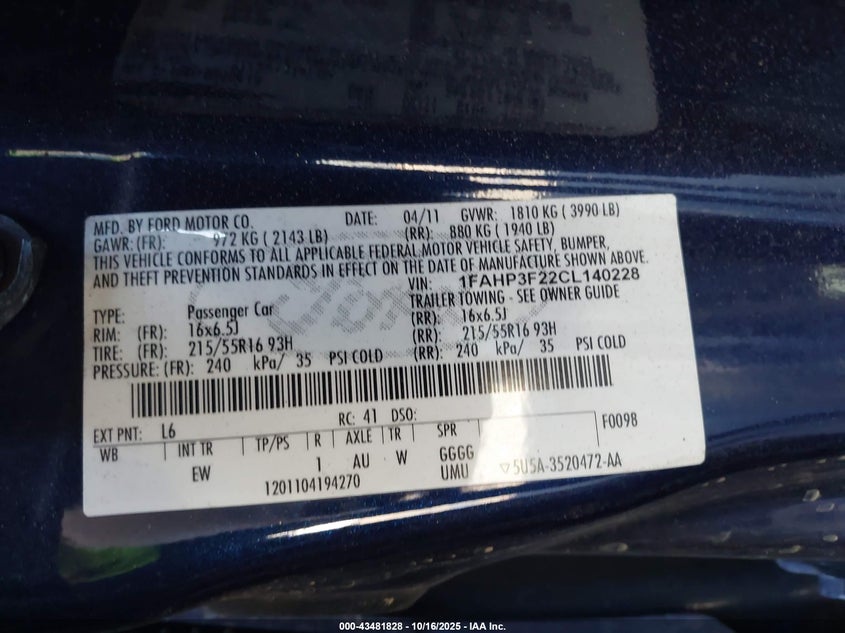 MFD. BY FORD MOTOR CO. DATE: 04/11 GVWR: 1810 KG ( 3990 LB)
GAWR: (FR): 972 KG ( 2143 LB) (RR): 880 KG ( 1940 LB)
THIS VEHICLE CONFORMS TO ALL APPLICABLE FEDERAL MOTOR VEHICLE SAFETY, BUMPER,
AND THEFT PREVENTION STANDARDS IN EFFECT ON THE DATE OF MANUFACTURE SHOWN ABOVE.
VIN: 1FAHP3F22CL140228
TYPE: Passenger Car TRAILER TOWING - SEE OWNER GUIDE
RIM: (FR): 16x6.5J (RR): 16x6.5J
TIRE: (FR): 215/55R16 93H (RR): 215/55R16 93H
PRESSURE: (FR): 240 kPa/ 35 PSI COLD (RR): 240 kPa/ 35 PSI COLD
EXT PNT: L6 RC: 41 DSO: F0098
WB INT TR TP/PS R AXLE TR SPR
EW 1 AU W GGGG
UMU ▽5U5A-3520472-AA
1201104194270
Ford
000-43481828 - 10/16/2025 - IAA Inc.